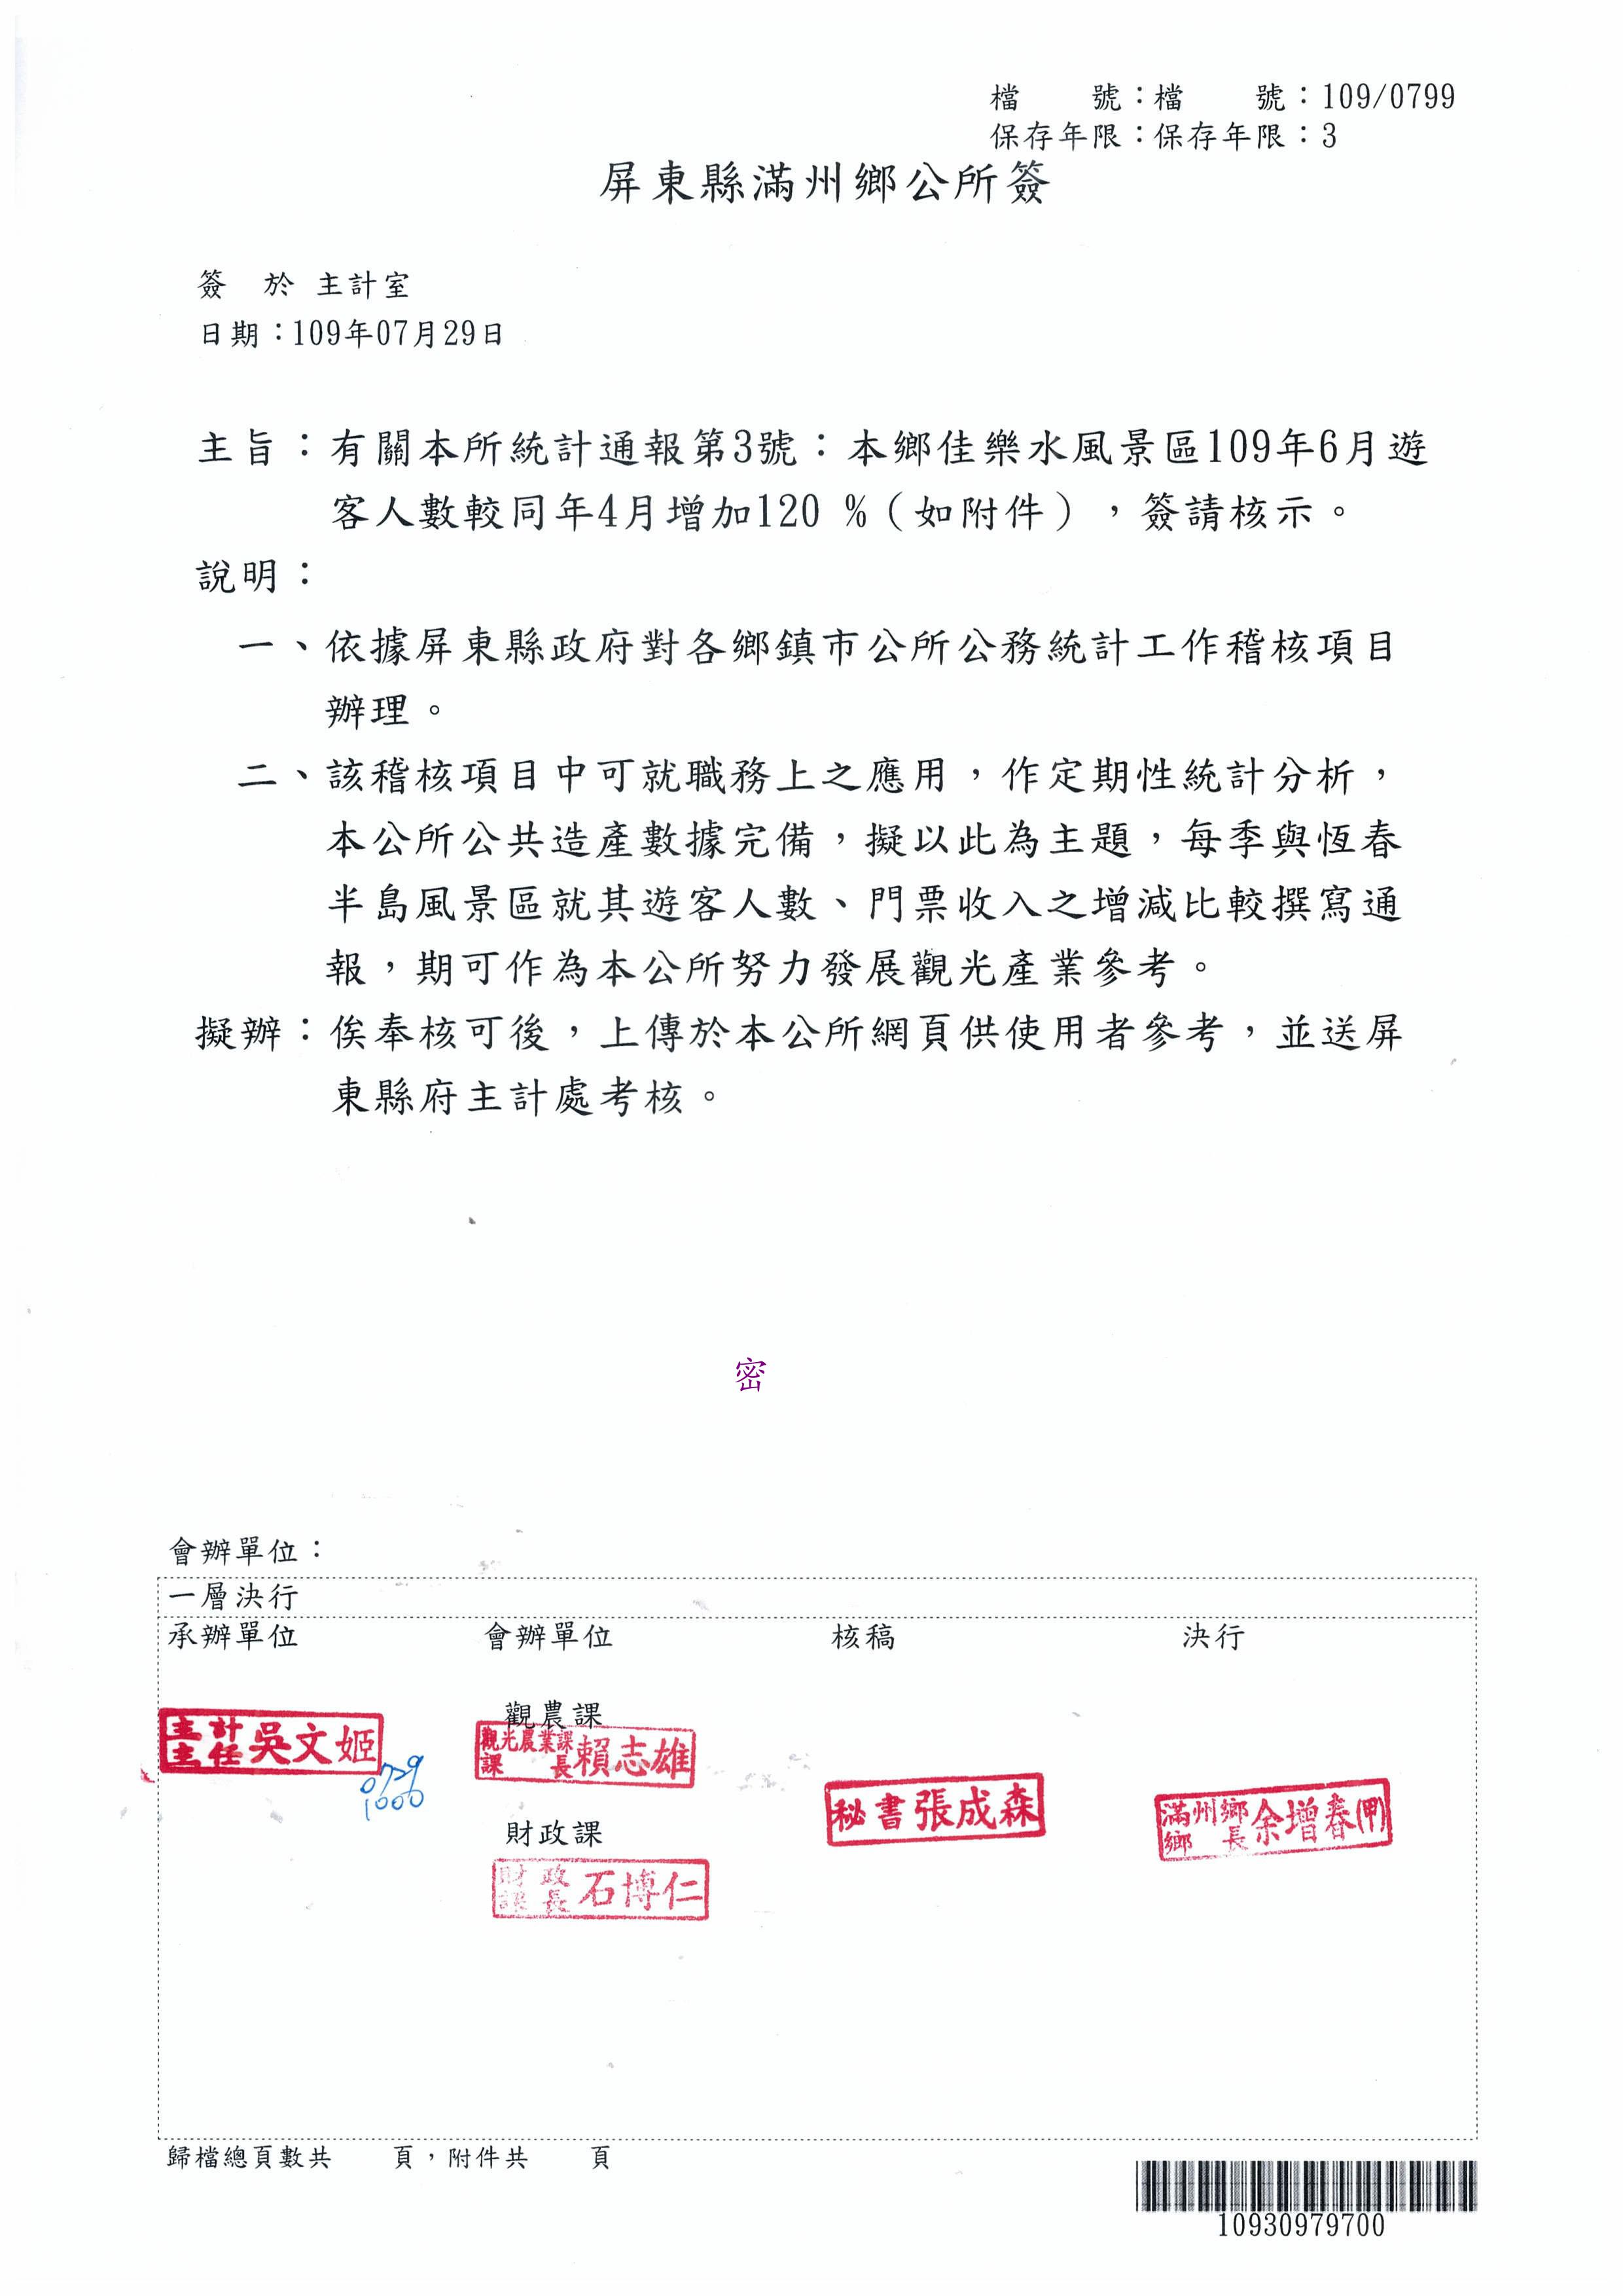 檔　　號：檔　　號：109/0799
保存年限：保存年限：3
屏東縣滿州鄉公所簽
簽　於 主計室
日期：109年07月29日
主旨：有關本所統計通報第3號：本鄉佳樂水風景區109年6月遊
客人數較同年4月增加120 %（如附件），簽請核示。
說明：
一、依據屏東縣政府對各鄉鎮市公所公務統計工作稽核項目
辦理。
二、該稽核項目中可就職務上之應用，作定期性統計分析，
本公所公共造產數據完備，擬以此為主題，每季與恆春
半島風景區就其遊客人數、門票收入之增減比較撰寫通
報，期可作為本公所努力發展觀光產業參考。
擬辦：俟奉核可後，上傳於本公所網頁供使用者參考，並送屏
東縣府主計處考核。
密
會辦單位：
一層決行
承辦單位　會辦單位　核稿　決行
主計主任吳文姬
0729
1000
觀農課
觀光農業課課長賴志雄
財政課
財政課長石博仁
秘書張成森
滿州鄉鄉長余增春(甲)
歸檔總頁數共　　頁，附件共　　頁
10930979700